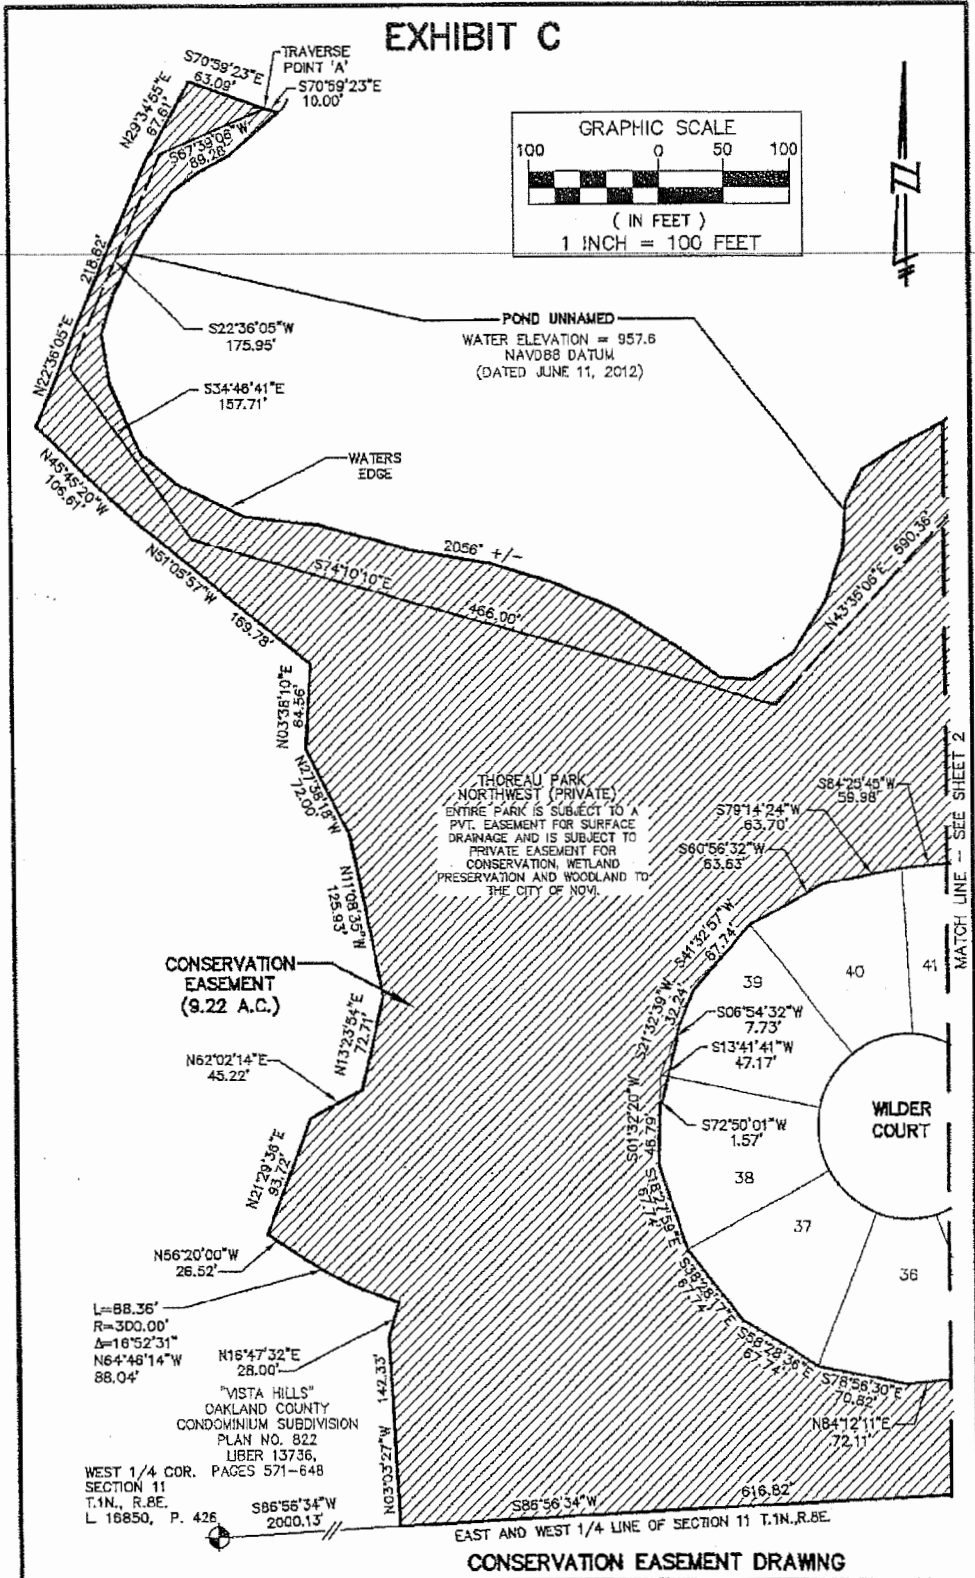 EXHIBIT C
S70°59'23"E
63.09'
TRAVERSE
POINT 'A'
S70°59'23"E
10.00'
N29°34'55"E
67.61'
S67°39'06"W
89.28'
GRAPHIC SCALE
100 0 50 100
( IN FEET )
1 INCH = 100 FEET
218.62'
N22°36'05"E
S22°36'05"W
175.95'
POND UNNAMED
WATER ELEVATION = 957.6
NAVD88 DATUM
(DATED JUNE 11, 2012)
S34°46'41"E
157.71'
WATERS
EDGE
N45°45'20"W
106.61'
N51°05'57"W
169.78'
2056" +/-
S74°10'10"E
466.00'
N43°35'06"E 590.36'
N03°38'10"E
64.56'
N27°38'18"W
72.00'
THOREAU PARK
NORTHWEST (PRIVATE)
ENTIRE PARK IS SUBJECT TO A
PVT. EASEMENT FOR SURFACE
DRAINAGE AND IS SUBJECT TO
PRIVATE EASEMENT FOR
CONSERVATION, WETLAND
PRESERVATION AND WOODLAND TO
THE CITY OF NOVI.
S84°25'45"W
59.98'
S79°14'24"W
63.70'
S60°56'32"W
63.63'
MATCH LINE -- SEE SHEET 2
N11°08'35"W
125.93'
S41°32'57"W
67.74'
CONSERVATION
EASEMENT
(9.22 A.C.)
39
40
41
S21°32'39"W
32.24'
S06°54'32"W
7.73'
S13°41'41"W
47.17'
N13°23'54"E
72.71'
N62°02'14"E
45.22'
S01°32'20"W
46.79'
S72°50'01"W
1.57'
WILDER
COURT
38
37
36
N21°29'36"E
93.72'
S18°27'59"E
67.74'
N56°20'00"W
26.52'
S38°28'17"E
67.74'
L=88.36'
R=300.00'
Δ=16°52'31"
N64°46'14"W
88.04'
N16°47'32"E
28.00'
S58°28'36"E
67.74'
S78°56'30"E
70.82'
N84°12'11"E
72.11'
"VISTA HILLS"
OAKLAND COUNTY
CONDOMINIUM SUBDIVISION
PLAN NO. 822
LIBER 13736,
PAGES 571-648
N03°03'27"W 142.33'
WEST 1/4 COR.
SECTION 11
T.1N., R.8E.
L 16850, P. 426
S86°56'34"W
2000.13'
S86°56'34"W
616.82'
EAST AND WEST 1/4 LINE OF SECTION 11 T.1N.,R.8E.
CONSERVATION EASEMENT DRAWING